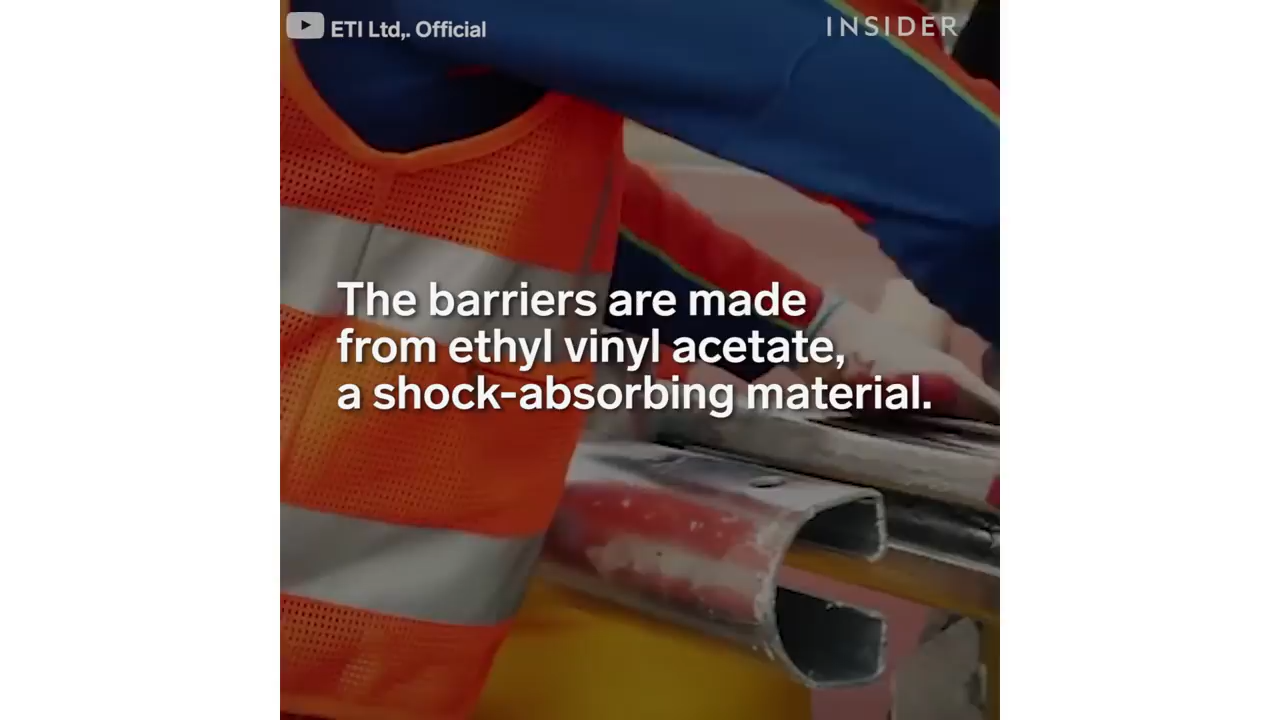 ETI Ltd,. Official
INSIDER
The barriers are made
from ethyl vinyl acetate,
a shock-absorbing material.